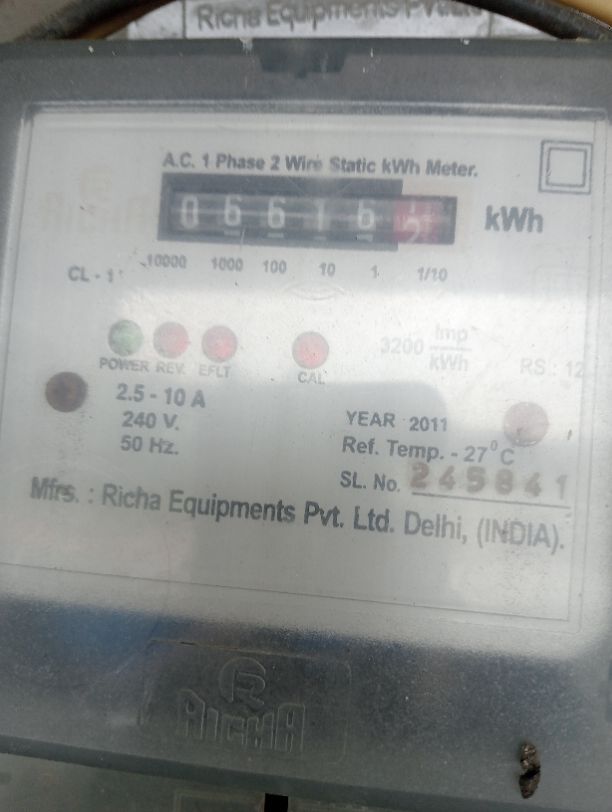 Richa Equipments Pvt.Ltd.
A.C. 1 Phase 2 Wire Static kWh Meter.
0 6 6 1 6 kWh
10000 1000 100 10 1 1/10
CL - 1
POWER REV. EFLT CAL
3200 Imp/kWh
RS : 12
2.5 - 10 A
240 V.
50 Hz.
YEAR 2011
Ref. Temp. - 27°C
SL. No. 245841
Mfrs. : Richa Equipments Pvt. Ltd. Delhi, (INDIA).
RICHA